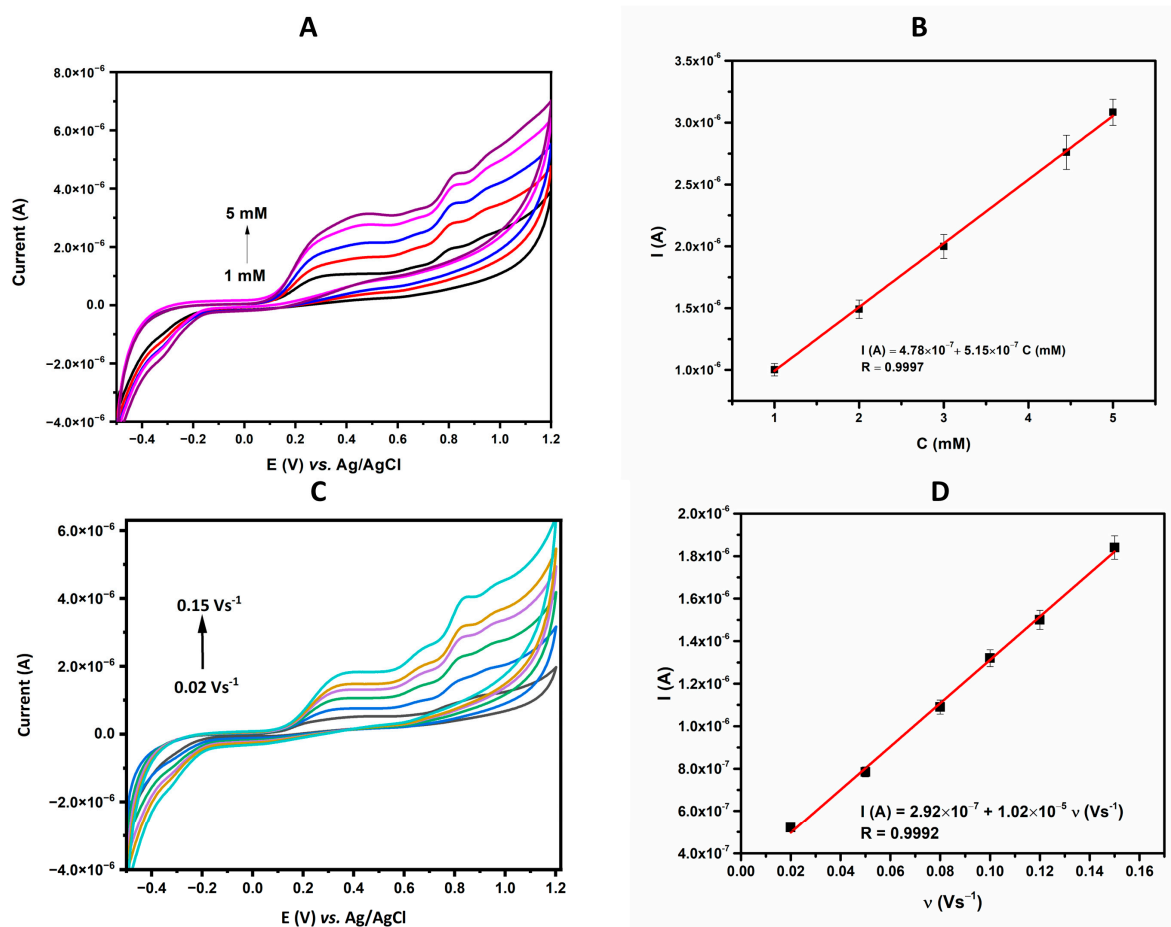 A
8.0×10⁻⁶
6.0×10⁻⁶
4.0×10⁻⁶
2.0×10⁻⁶
0.0
−2.0×10⁻⁶
−4.0×10⁻⁶
Current (A)
5 mM
1 mM
−0.4 −0.2 0.0 0.2 0.4 0.6 0.8 1.0 1.2
E (V) vs. Ag/AgCl
B
3.5x10⁻⁶
3.0x10⁻⁶
2.5x10⁻⁶
2.0x10⁻⁶
1.5x10⁻⁶
1.0x10⁻⁶
I (A)
I (A) = 4.78×10⁻⁷ + 5.15×10⁻⁷ C (mM)
R = 0.9997
1 2 3 4 5
C (mM)
C
6.0×10⁻⁶
4.0×10⁻⁶
2.0×10⁻⁶
0.0
−2.0×10⁻⁶
−4.0×10⁻⁶
Current (A)
0.15 Vs⁻¹
0.02 Vs⁻¹
−0.4 −0.2 0.0 0.2 0.4 0.6 0.8 1.0 1.2
E (V) vs. Ag/AgCl
D
2.0x10⁻⁶
1.8x10⁻⁶
1.6x10⁻⁶
1.4x10⁻⁶
1.2x10⁻⁶
1.0x10⁻⁶
8.0x10⁻⁷
6.0x10⁻⁷
4.0x10⁻⁷
I (A)
I (A) = 2.92×10⁻⁷ + 1.02×10⁻⁵ ν (Vs⁻¹)
R = 0.9992
0.00 0.02 0.04 0.06 0.08 0.10 0.12 0.14 0.16
ν (Vs⁻¹)